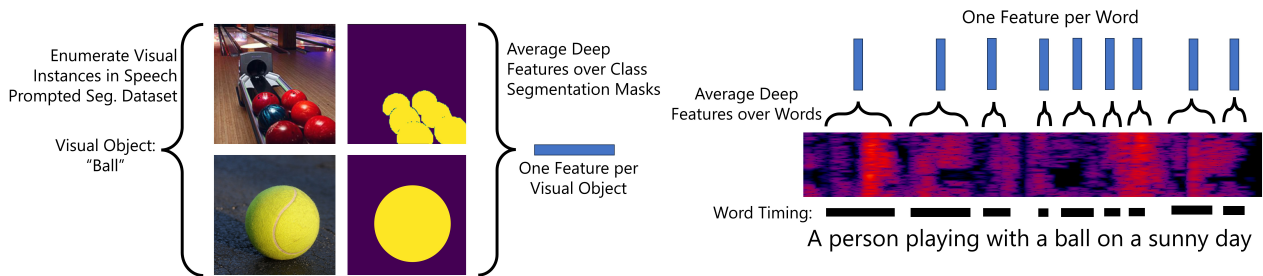 Enumerate Visual
Instances in Speech
Prompted Seg. Dataset
Visual Object:
“Ball”
Average Deep
Features over Class
Segmentation Masks
One Feature per
Visual Object
One Feature per Word
Average Deep
Features over Words
Word Timing:
A person playing with a ball on a sunny day